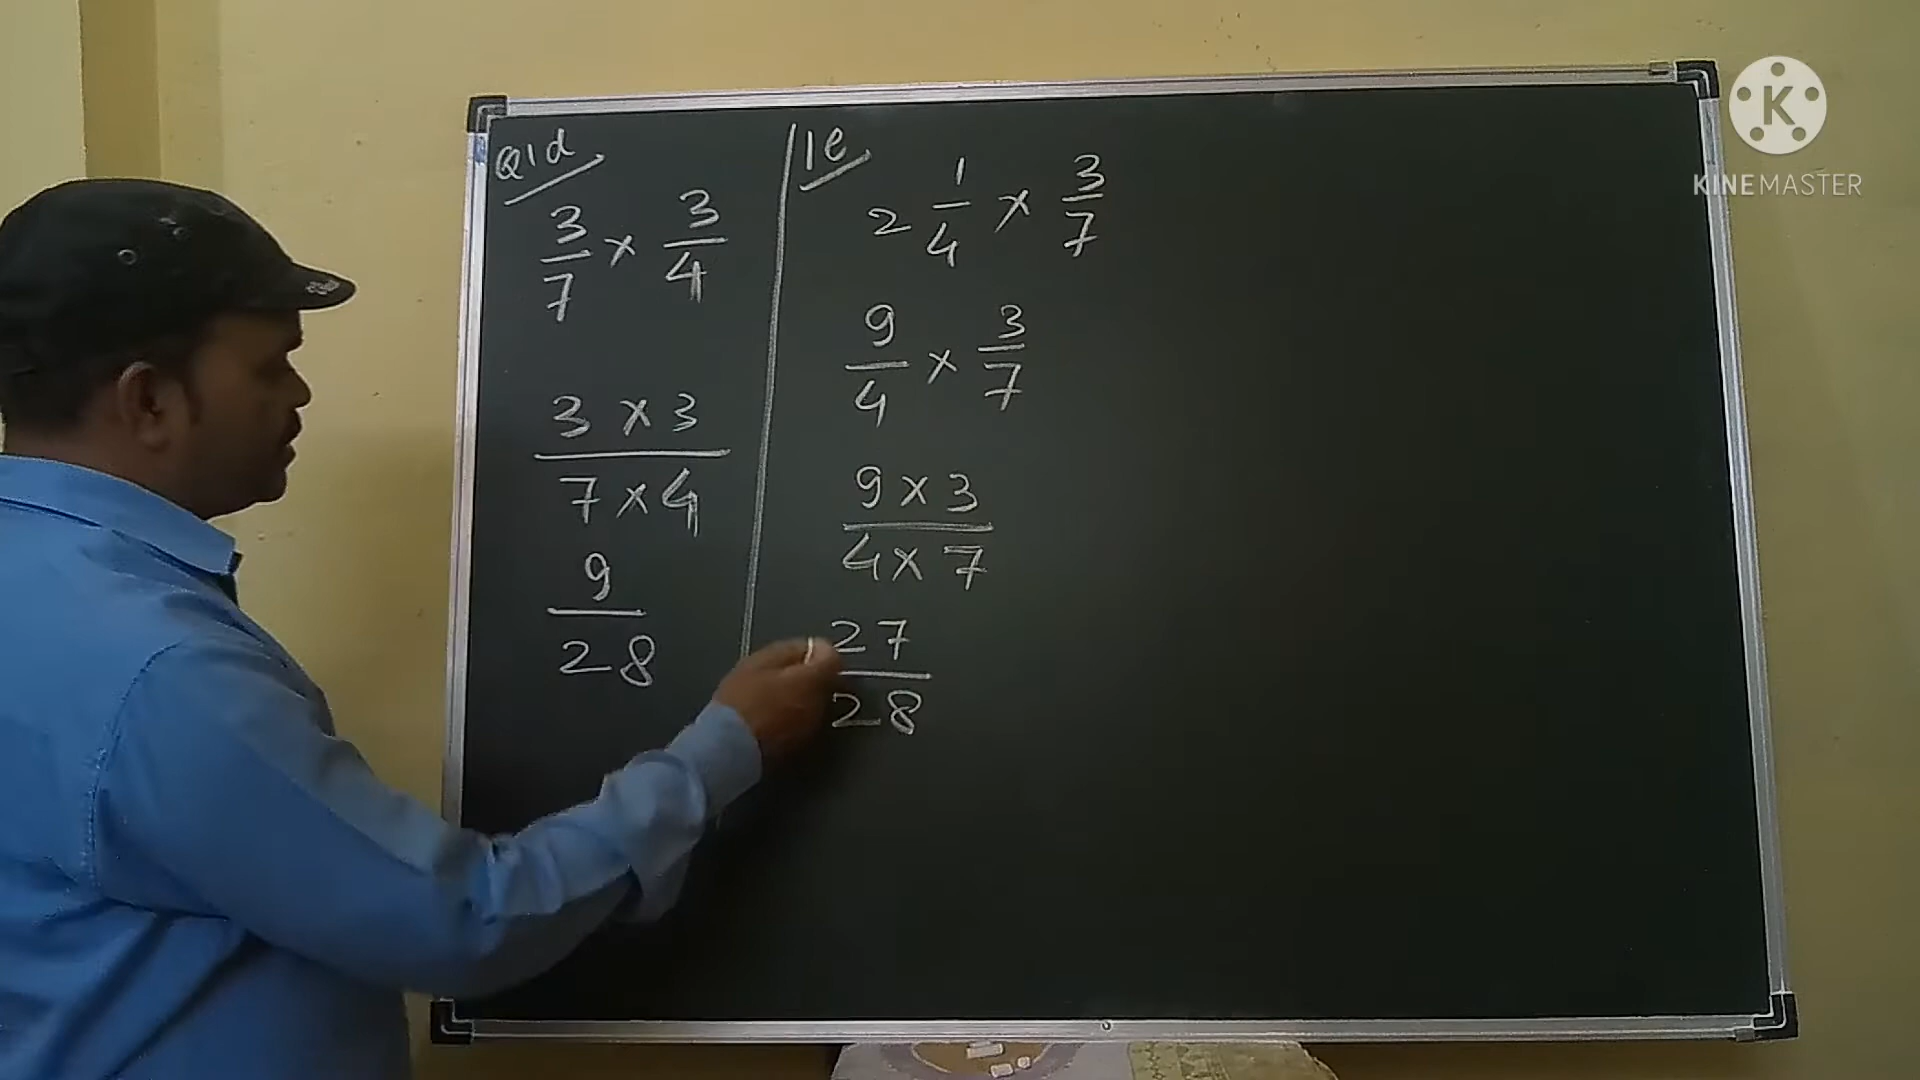 Q1d
3/7 × 3/4
3 × 3
7 × 4
9
28
1e
2 1/4 × 3/7
9/4 × 3/7
9 × 3
4 × 7
27
28
K
KINEMASTER